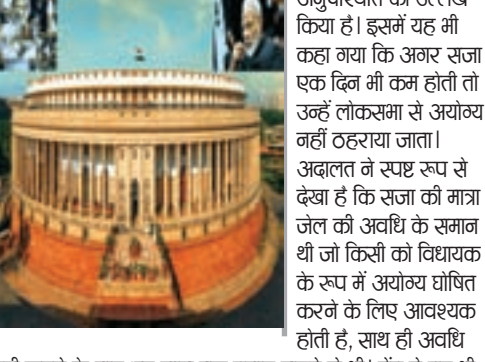 किया है। इसमें यह भी
कहा गया कि अगर सजा
एक दिन भी कम होती तो
उन्हें लोकसभा से अयोग्य
नहीं ठहराया जाता।
अदालत ने स्पष्ट रूप से
देखा है कि सजा की मात्रा
जेल की अवधि के समान
थी जो किसी को विधायक
के रूप में अयोग्य घोषित
करने के लिए आवश्यक
होती है, साथ ही अवधि